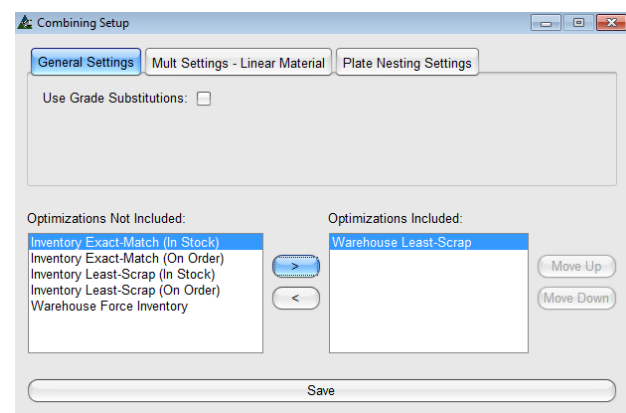 Combining Setup
General Settings
Mult Settings - Linear Material
Plate Nesting Settings
Use Grade Substitutions:
Optimizations Not Included:
Inventory Exact-Match (In Stock)
Inventory Exact-Match (On Order)
Inventory Least-Scrap (In Stock)
Inventory Least-Scrap (On Order)
Warehouse Force Inventory
>
<
Optimizations Included:
Warehouse Least-Scrap
Move Up
Move Down
Save